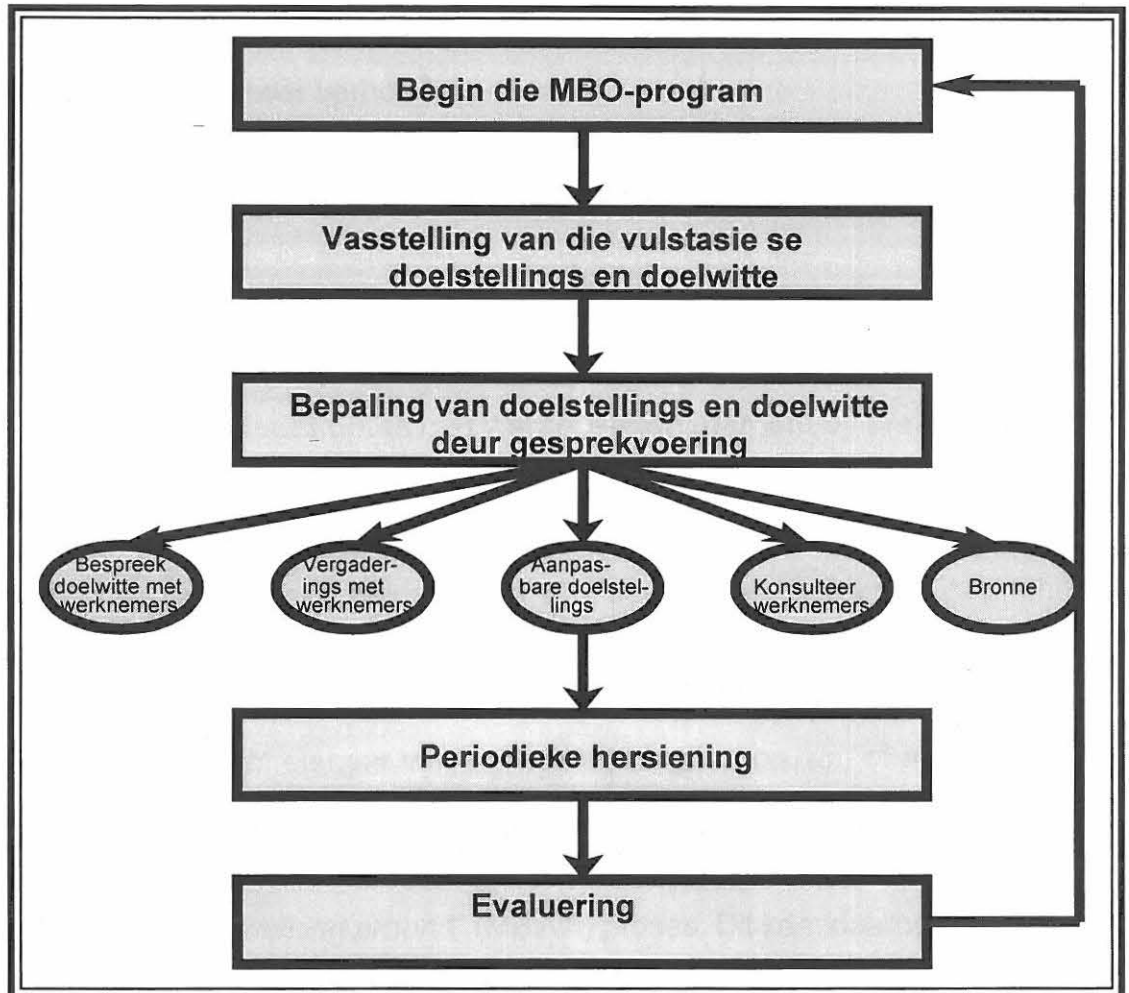 Begin die MBO-program
Vasstelling van die vulstasie se
doelstellings en doelwitte
Bepaling van doelstellings en doelwitte
deur gesprekvoering
Bespreek
doelwitte met
werknemers
Vergader-
ings met
werknemers
Aanpas-
bare doelstel-
lings
Konsulteer
werknemers
Bronne
Periodieke hersiening
Evaluering